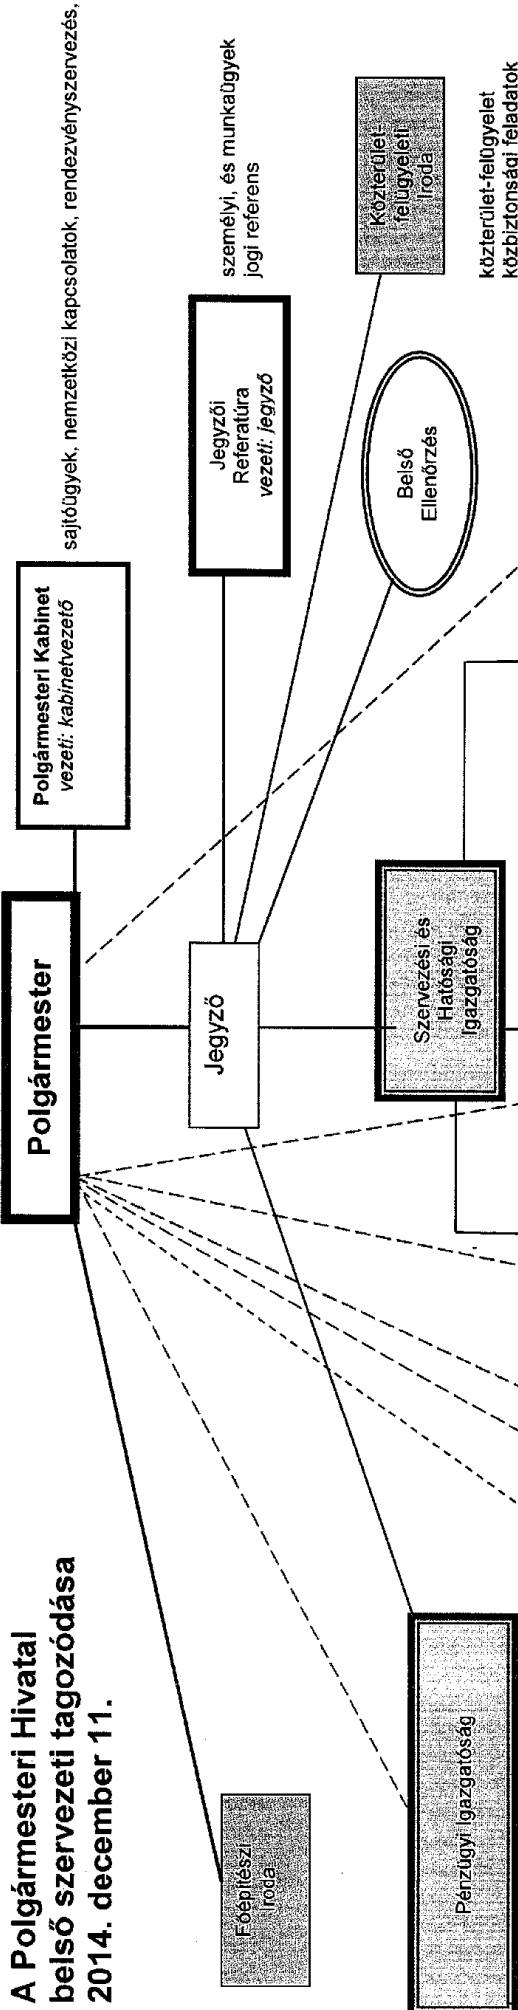 A Polgármesteri Hivatal
belső szervezeti tagozódása
2014. december 11.
Polgármester
Polgármesteri Kabinet
vezeti: kabinetvezető
sajtóügyek, nemzetközi kapcsolatok, rendezvényszervezés,
Jegyző
Jegyzői
Referatúra
vezeti: jegyző
személyi, és munkaügyek
jogi referens
Főépítészi
Iroda
Belső
Ellenőrzés
Közterület-
felügyeleti
Iroda
közterület-felügyelet
közbiztonsági feladatok
Pénzügyi Igazgatóság
Szervezési és
Hatósági
Igazgatóság